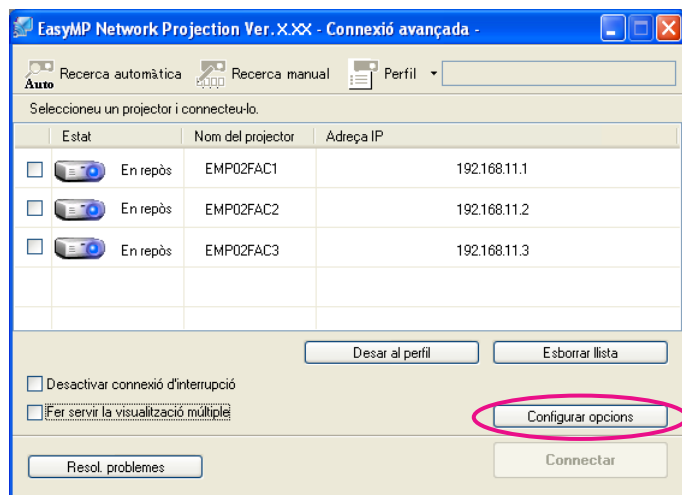 EasyMP Network Projection Ver.X.XX - Connexió avançada -
Auto Recerca automàtica Recerca manual Perfil
Seleccioneu un projector i connecteu-lo.
Estat Nom del projector Adreça IP
En repòs EMP02FAC1 192.168.11.1
En repòs EMP02FAC2 192.168.11.2
En repòs EMP02FAC3 192.168.11.3
Desar al perfil Esborrar llista
Desactivar connexió d'interrupció
Fer servir la visualització múltiple Configurar opcions
Resol. problemes Connectar